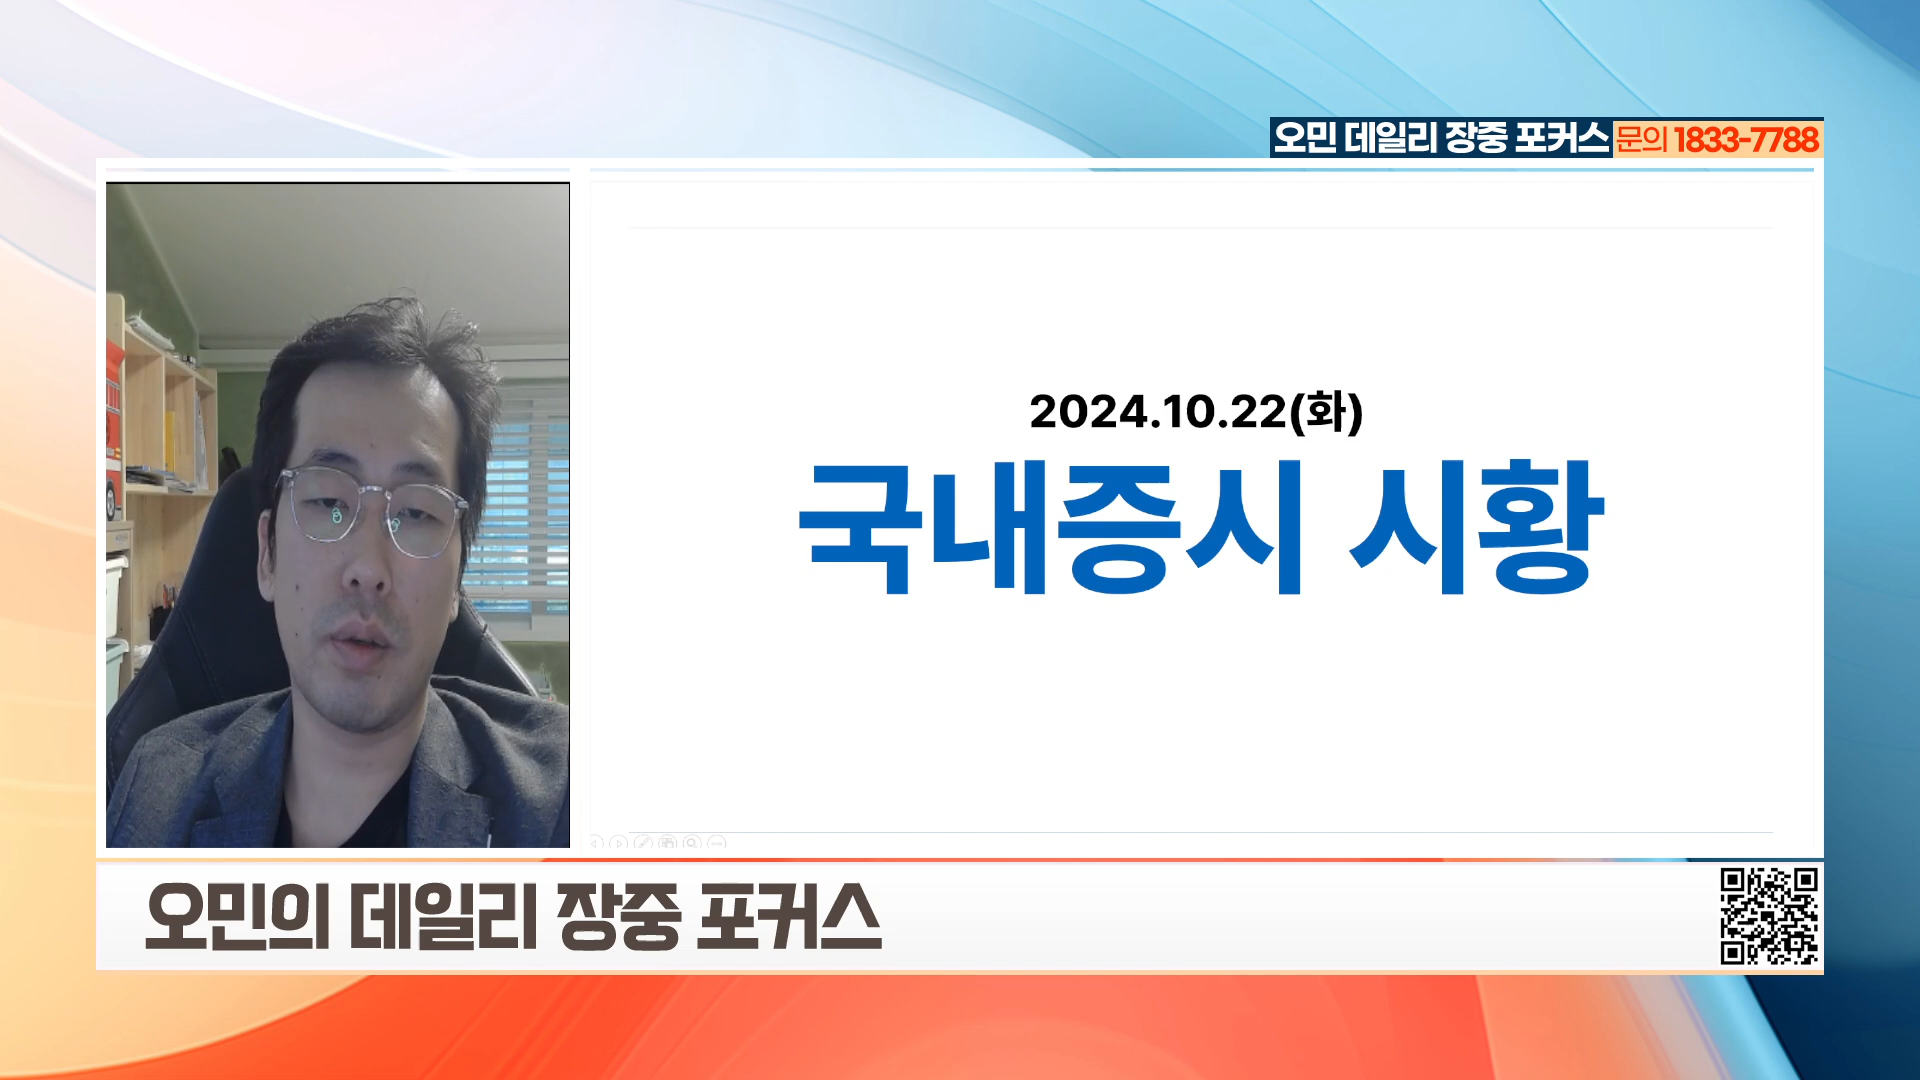 오민 데일리 장중 포커스 문의 1833-7788
2024.10.22(화)
국내증시 시황
오민의 데일리 장중 포커스